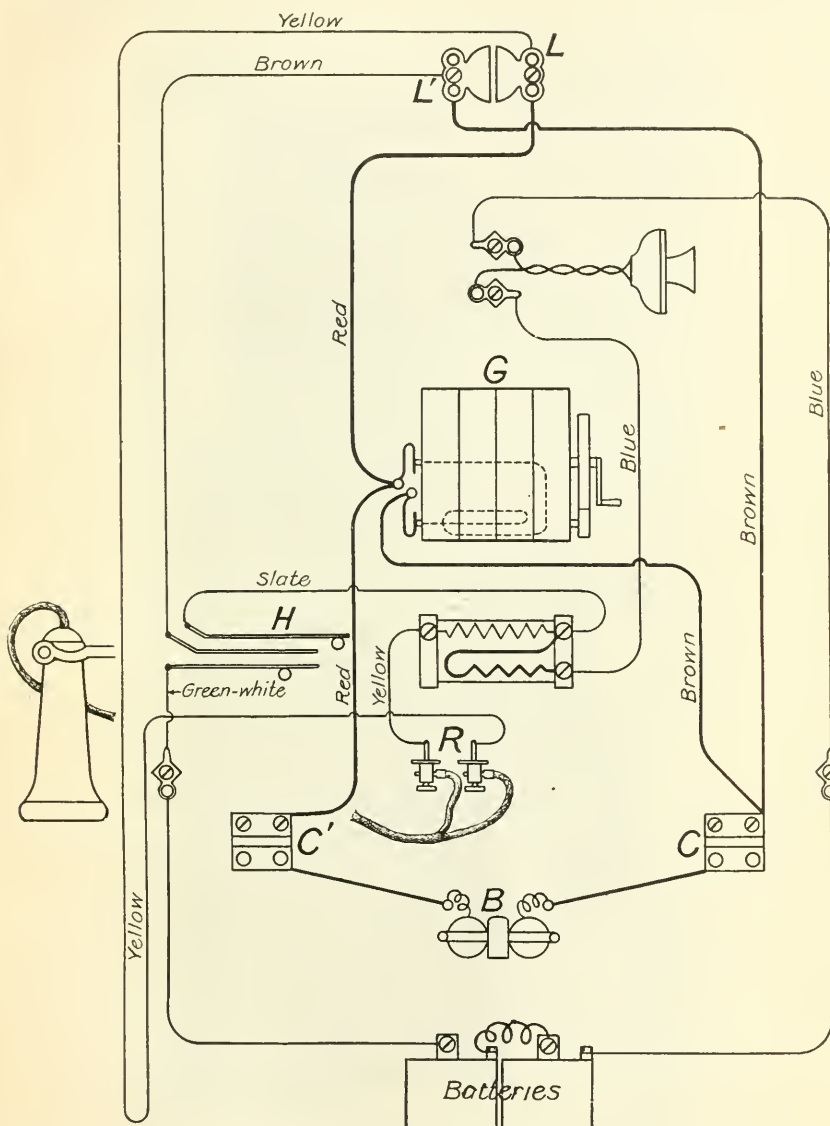 Yellow
L
Brown
L'
Red
G
Blue
Blue
Brown
Slate
H
Red
Yellow
Brown
Green-white
R
C'
C
B
Yellow
Batteries